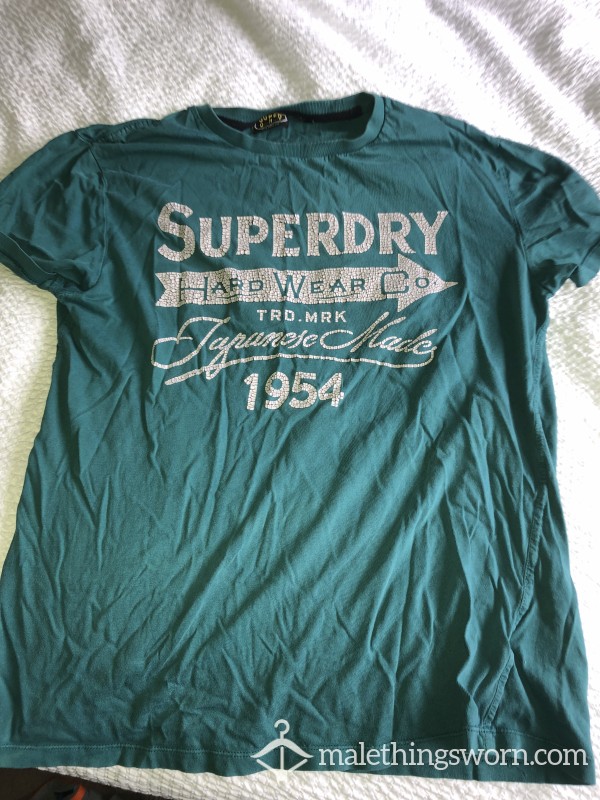 SUPERDRY
HARD WEAR CO
TRD.MRK
Japanese Made
1954
malethingsworn.com